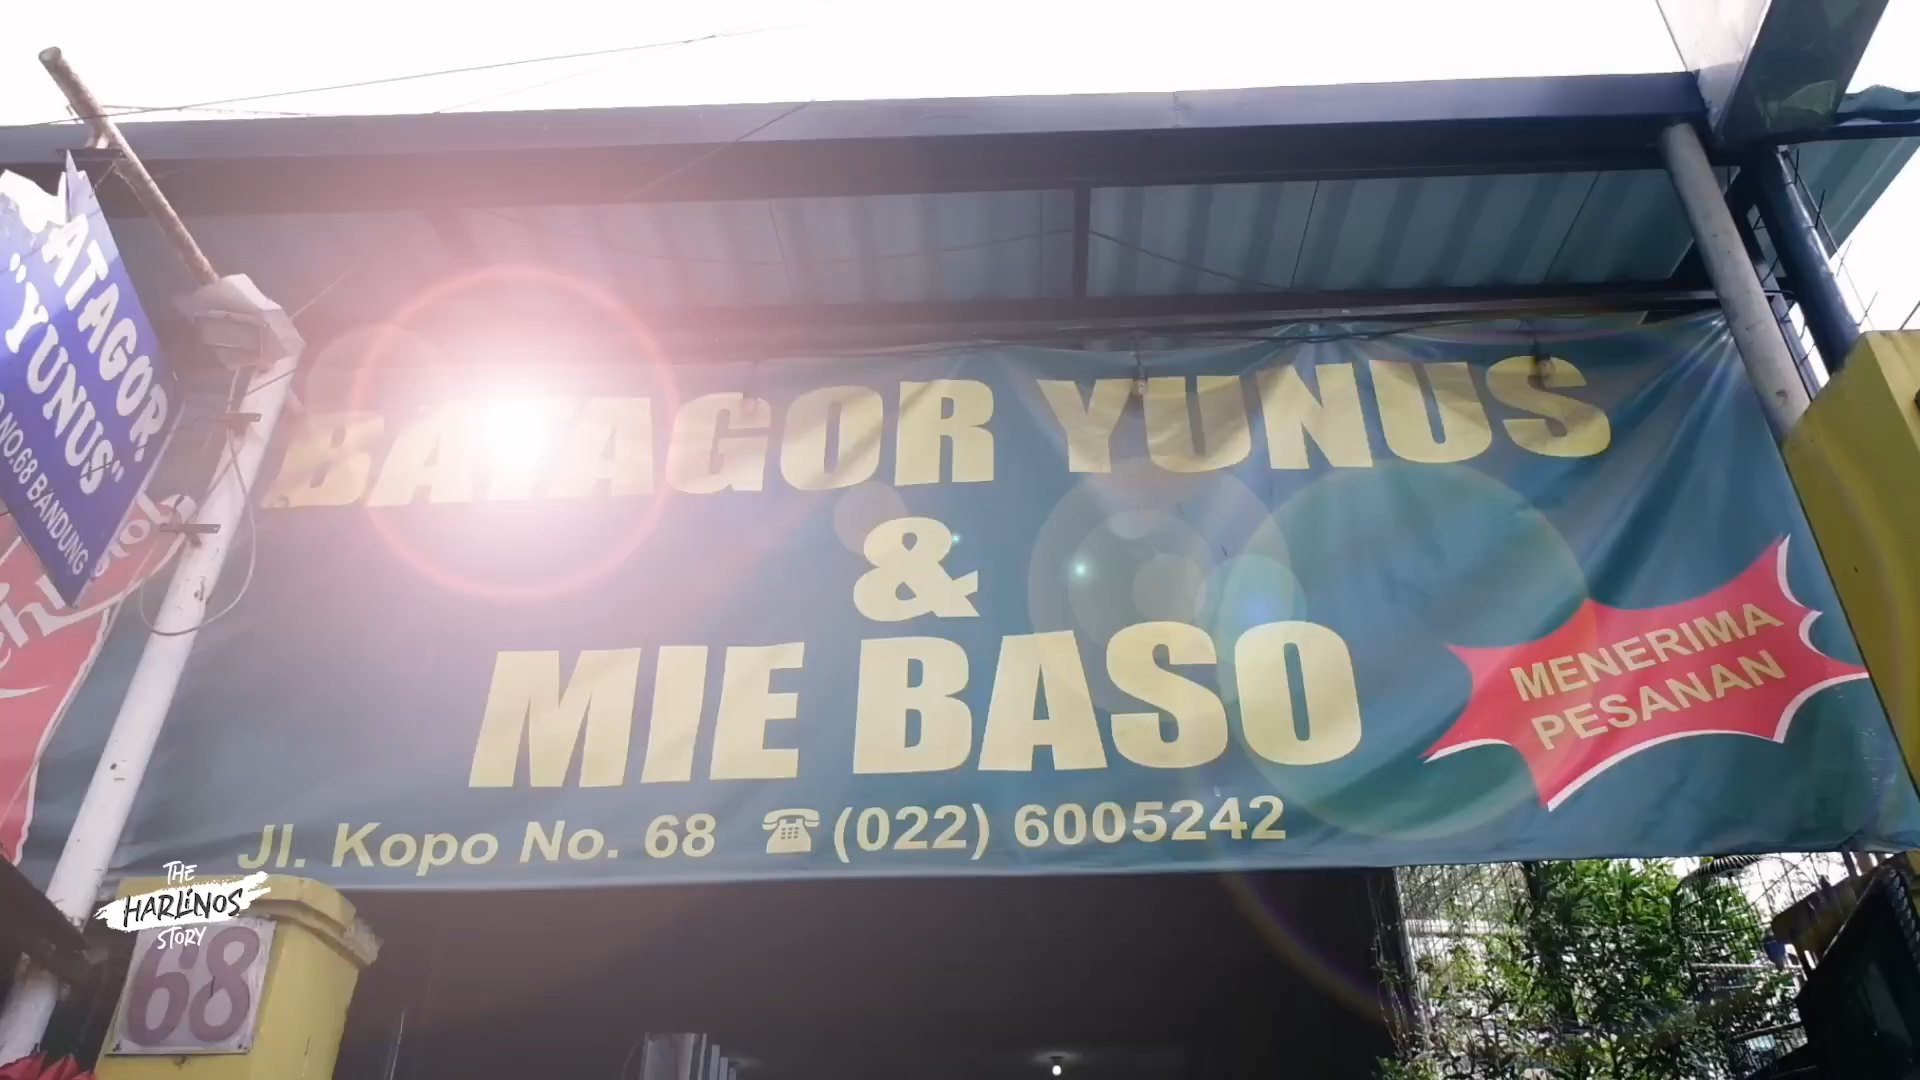 BATAGOR YUNUS
&
MIE BASO
MENERIMA
PESANAN
Jl. Kopo No. 68 ☎ (022) 6005242
ATAGOR
"YUNUS"
NO.68 BANDUNG
THE
HARLINOS
STORY
68